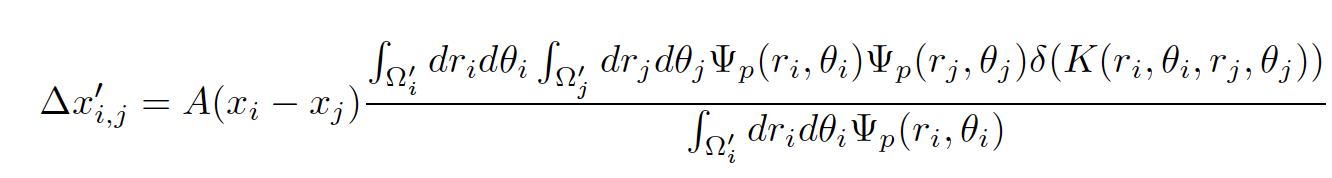 $$\Delta x'_{i,j} = A(x_i - x_j)\frac{\int_{\Omega'_i} dr_i d\theta_i \int_{\Omega'_j} dr_j d\theta_j \Psi_p(r_i, \theta_i)\Psi_p(r_j, \theta_j)\delta(K(r_i, \theta_i, r_j, \theta_j))}{\int_{\Omega'_i} dr_i d\theta_i \Psi_p(r_i, \theta_i)}$$